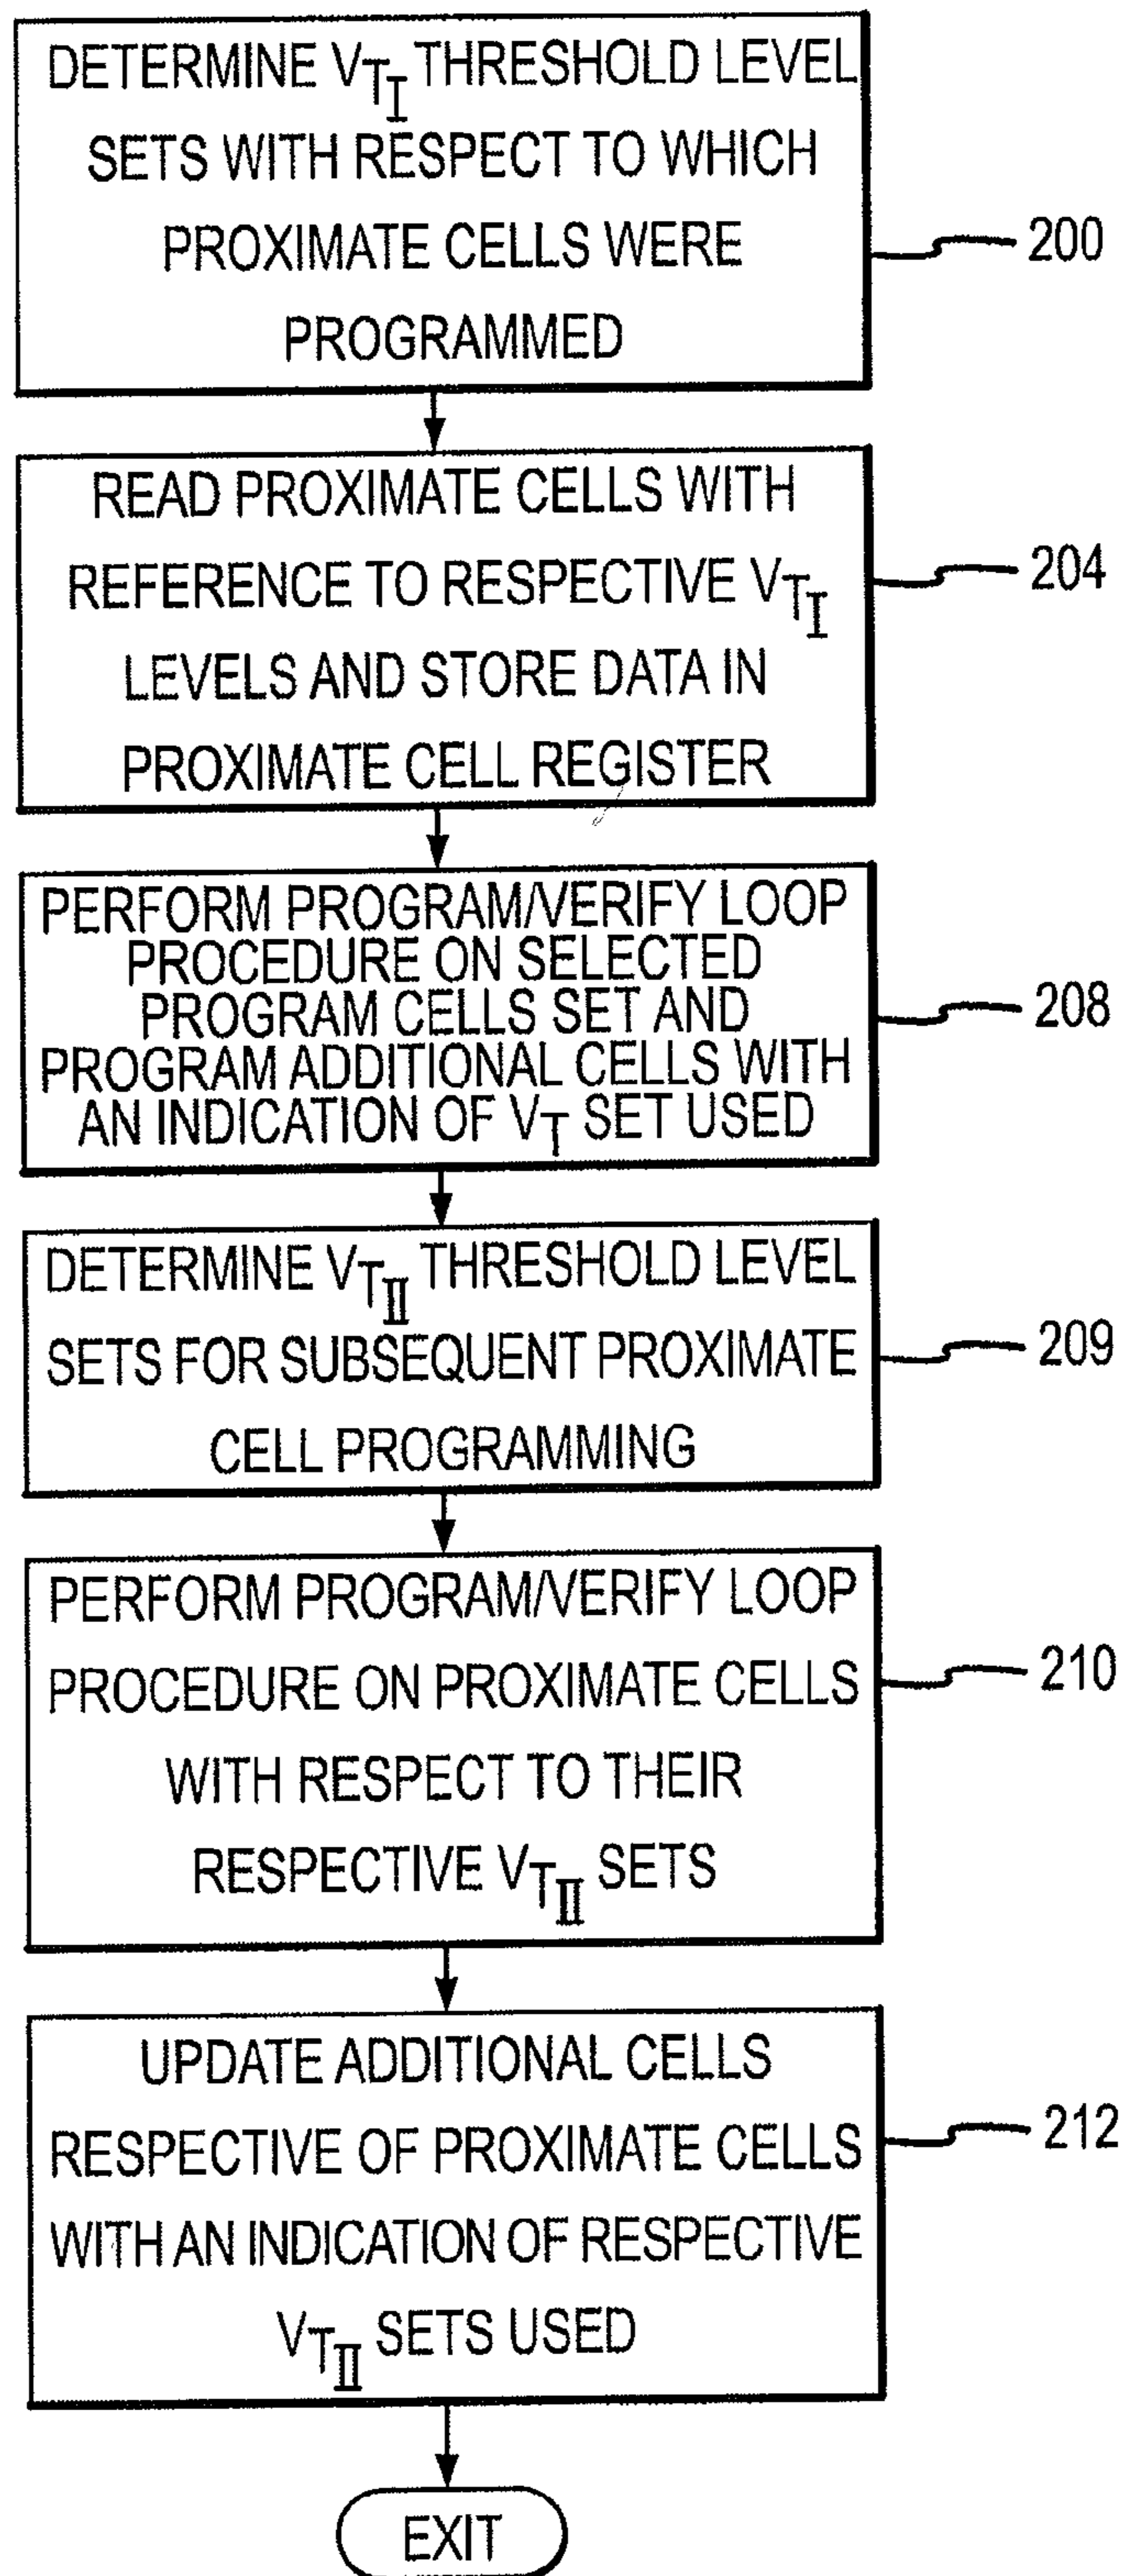 DETERMINE VTI THRESHOLD LEVEL
SETS WITH RESPECT TO WHICH
PROXIMATE CELLS WERE
PROGRAMMED
200
READ PROXIMATE CELLS WITH
REFERENCE TO RESPECTIVE VTI
LEVELS AND STORE DATA IN
PROXIMATE CELL REGISTER
204
PERFORM PROGRAM/VERIFY LOOP
PROCEDURE ON SELECTED
PROGRAM CELLS SET AND
PROGRAM ADDITIONAL CELLS WITH
AN INDICATION OF VT SET USED
208
DETERMINE VTII THRESHOLD LEVEL
SETS FOR SUBSEQUENT PROXIMATE
CELL PROGRAMMING
209
PERFORM PROGRAM/VERIFY LOOP
PROCEDURE ON PROXIMATE CELLS
WITH RESPECT TO THEIR
RESPECTIVE VTII SETS
210
UPDATE ADDITIONAL CELLS
RESPECTIVE OF PROXIMATE CELLS
WITH AN INDICATION OF RESPECTIVE
VTII SETS USED
212
EXIT